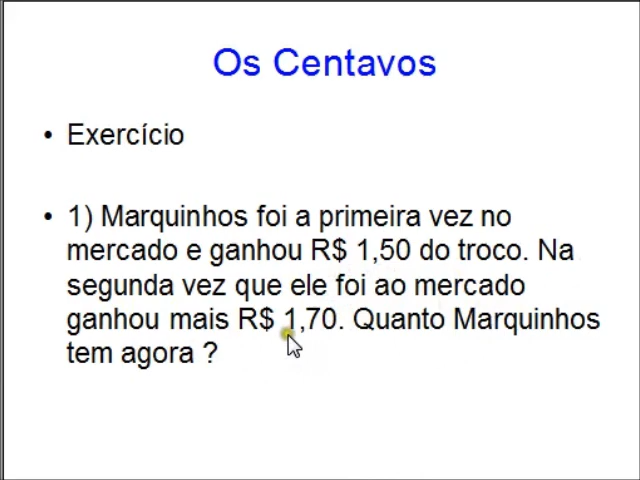 Os Centavos
• Exercício
• 1) Marquinhos foi a primeira vez no
mercado e ganhou R$ 1,50 do troco. Na
segunda vez que ele foi ao mercado
ganhou mais R$ 1,70. Quanto Marquinhos
tem agora ?